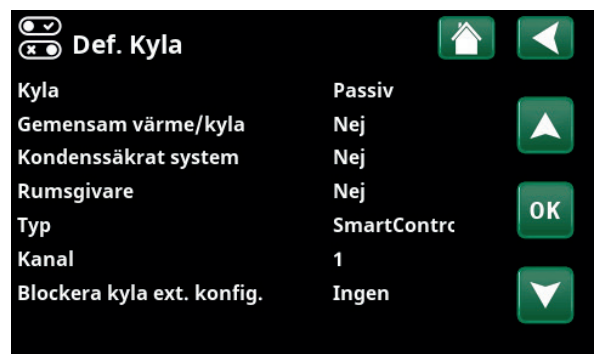 Def. Kyla
Kyla Passiv
Gemensam värme/kyla Nej
Kondenssäkrat system Nej
Rumsgivare Nej
Typ SmartContrc
Kanal 1
Blockera kyla ext. konfig. Ingen
OK